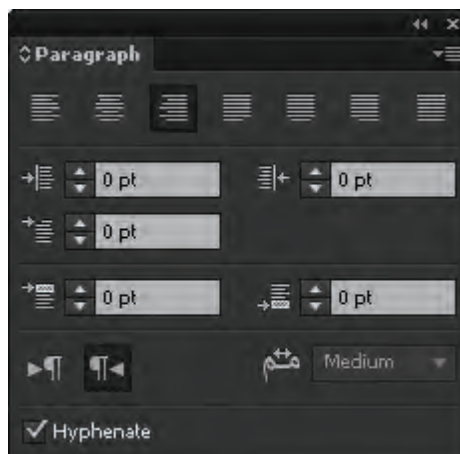 Paragraph
0 pt 0 pt
0 pt
0 pt 0 pt
Medium
Hyphenate